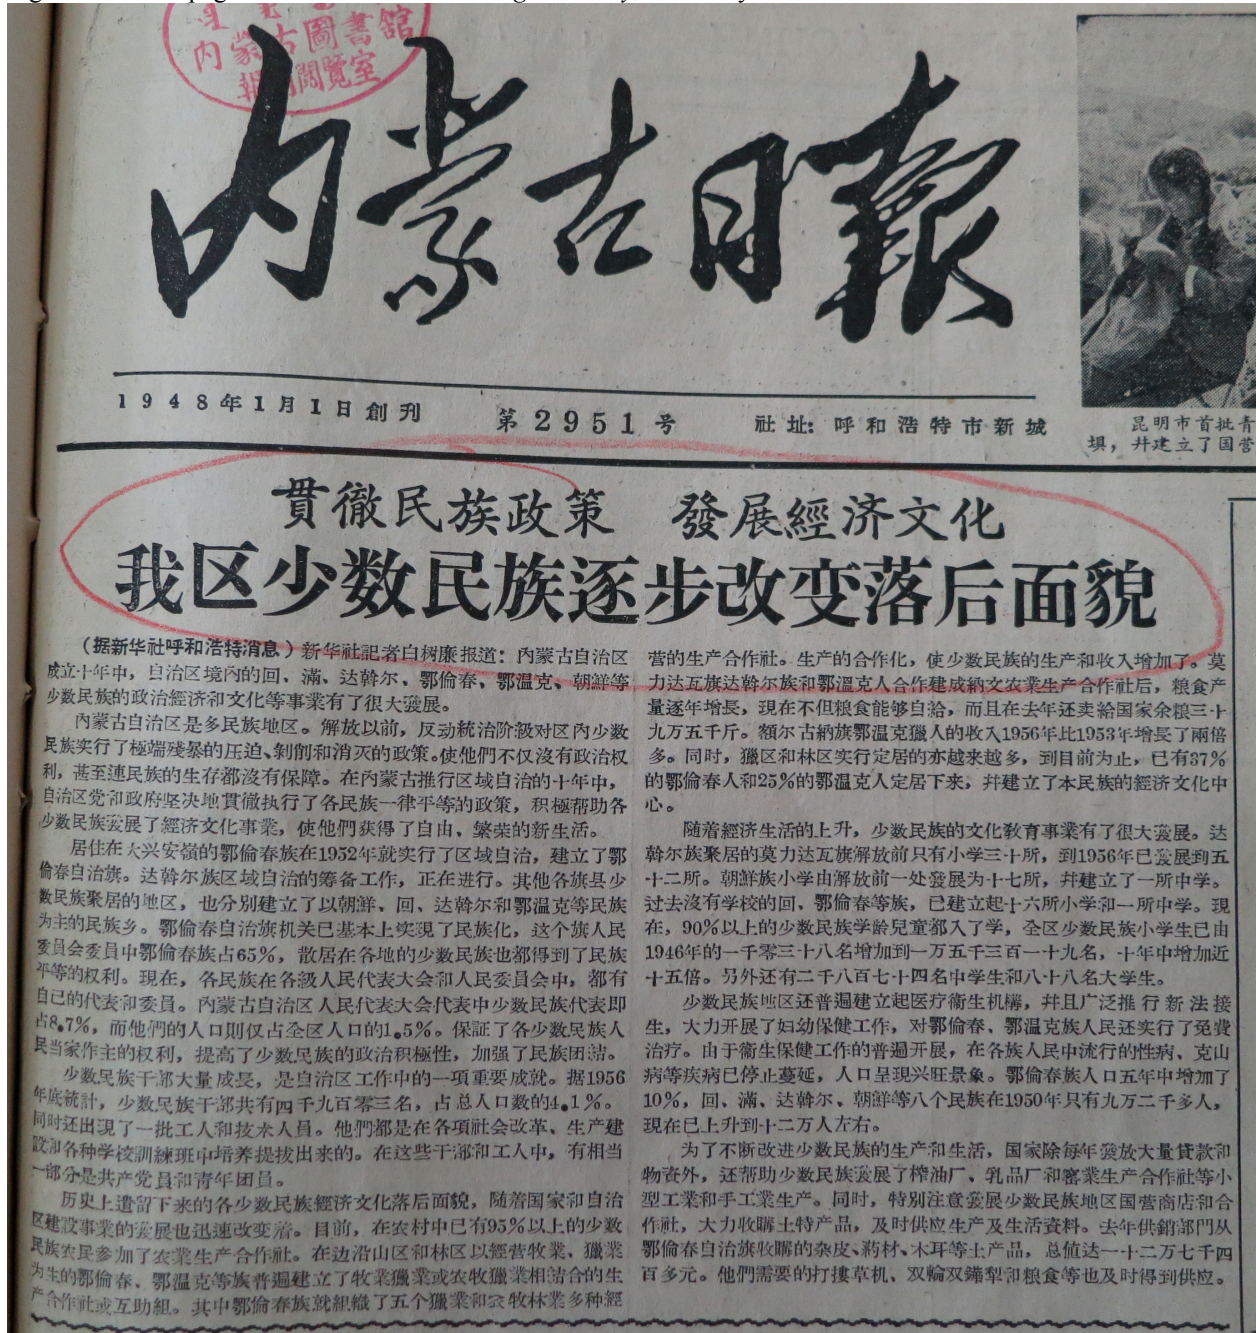 内蒙古圖書舘
報刊閱覽室
内蒙古日報
1948年1月1日創刊 第2951号 社址：呼和浩特市新城
昆明市首批青
填，幷建立了国营
貫徹民族政策 發展經济文化
我区少数民族逐步改变落后面貌
（据新华社呼和浩特消息）新华社記者白树廉报道：內蒙古自治区
成立十年中，自治区境內的回、滿、达斡尔、鄂倫春、鄂温克、朝鮮等
少数民族的政治經济和文化等事業有了很大發展。
內蒙古自治区是多民族地区。解放以前，反动統治阶級对区內少数
民族实行了極端殘暴的压迫、剝削和消灭的政策。使他們不仅沒有政治权
利，甚至連民族的生存都沒有保障。在內蒙古推行区域自治的十年中，
自治区党和政府坚决地貫徹执行了各民族一律平等的政策，积極帮助各
少数民族發展了經济文化事業，使他們获得了自由、繁荣的新生活。
居住在大兴安嶺的鄂倫春族在1952年就实行了区域自治，建立了鄂
倫春自治旗。达斡尔族区域自治的筹备工作，正在进行。其他各旗县少
数民族聚居的地区，也分别建立了以朝鮮、回、达斡尔和鄂温克等民族
为主的民族乡。鄂倫春自治旗机关已基本上实現了民族化，这个旗人民
委員会委員中鄂倫春族占65％，散居在各地的少数民族也都得到了民族
平等的权利。現在，各民族在各級人民代表大会和人民委員会中，都有
自己的代表和委員。內蒙古自治区人民代表大会代表中少数民族代表即
占8.7％，而他們的人口則仅占全区人口的1.5％。保証了各少数民族人
民当家作主的权利，提高了少数民族的政治积極性，加强了民族团結。
少数民族干部大量成長，是自治区工作中的一項重要成就。据1956
年底統計，少数民族干部共有四千九百零三名，占总人口数的4.1％。
同时还出現了一批工人和技术人員。他們都是在各項社会改革、生产建
設和各种学校訓練班中培养提拔出来的。在这些干部和工人中，有相当
一部分是共产党員和青年团員。
历史上遺留下来的各少数民族經济文化落后面貌，随着国家和自治
区建設事業的發展也迅速改变着。目前，在农村中已有95％以上的少数
民族农民参加了农業生产合作社。在边沿山区和林区以經营牧業、獵業
为主的鄂倫春、鄂温克等族普遍建立了牧業獵業或农牧獵業相結合的生
产合作社或互助組。其中鄂倫春族就組織了五个獵業和农牧林業多种經
营的生产合作社。生产的合作化，使少数民族的生产和收入增加了。莫
力达瓦旗达斡尔族和鄂溫克人合作建成納文农業生产合作社后，粮食产
量逐年增長，現在不但粮食能够自給，而且在去年还卖給国家余粮三十
九万五千斤。額尔古納旗鄂温克獵人的收入1956年比1953年增長了兩倍
多。同时，獵区和林区实行定居的亦越来越多，到目前为止，已有37％
的鄂倫春人和25％的鄂温克人定居下来，幷建立了本民族的經济文化中
心。
随着經济生活的上升，少数民族的文化敎育事業有了很大發展。达
斡尔族聚居的莫力达瓦旗解放前只有小学三十所，到1956年已發展到五
十二所。朝鮮族小学由解放前一处發展为十七所，幷建立了一所中学。
过去沒有学校的回、鄂倫春等族，已建立起十六所小学和一所中学。現
在，90％以上的少数民族学龄兒童都入了学，全区少数民族小学生已由
1946年的一千零三十八名增加到一万五千三百一十九名，十年中增加近
十五倍。另外还有二千八百七十四名中学生和八十八名大学生。
少数民族地区还普遍建立起医疗衞生机構，幷且广泛推行新法接
生，大力开展了妇幼保健工作，对鄂倫春、鄂温克族人民还实行了免費
治疗。由于衞生保健工作的普遍开展，在各族人民中流行的性病、克山
病等疾病已停止蔓延，人口呈現兴旺景象。鄂倫春族人口五年中增加了
10％，回、滿、达斡尔、朝鮮等八个民族在1950年只有九万二千多人，
現在已上升到十二万人左右。
为了不断改进少数民族的生产和生活，国家除每年發放大量貸款和
物資外，还帮助少数民族發展了榨油厂、乳品厂和窰業生产合作社等小
型工業和手工業生产。同时，特别注意發展少数民族地区国营商店和合
作社，大力收購土特产品，及时供应生产及生活資料。去年供銷部門从
鄂倫春自治旗收購的杂皮、葯材、木耳等土产品，总値达一十二万七千四
百多元。他們需要的打摟草机、双輪双鏵犁和粮食等也及时得到供应。